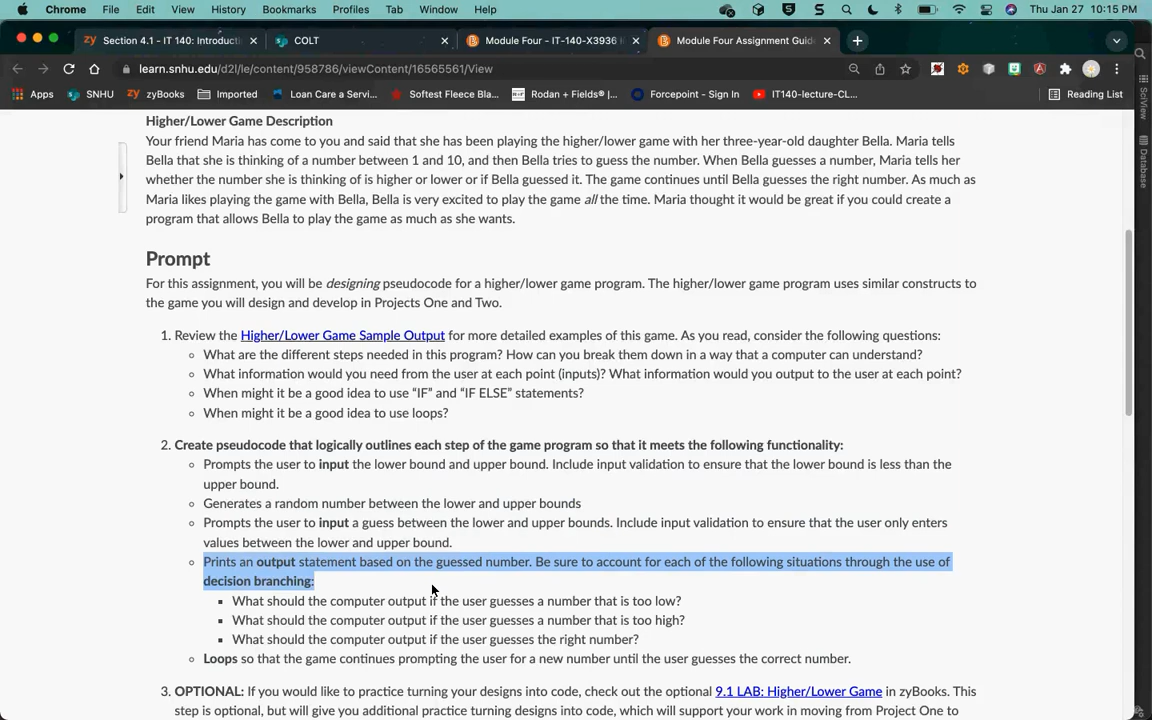 Chrome File Edit View History Bookmarks Profiles Tab Window Help Thu Jan 27 10:15 PM
Section 4.1 - IT 140: Introducti COLT Module Four - IT-140-X3936 Module Four Assignment Guide
learn.snhu.edu/d2l/le/content/958786/viewContent/16565561/View
Apps SNHU zyBooks Imported Loan Care a Servi... Softest Fleece Bla... Rodan + Fields® |... Forcepoint - Sign In IT140-lecture-CL... Reading List
SciView
Database
Higher/Lower Game Description
Your friend Maria has come to you and said that she has been playing the higher/lower game with her three-year-old daughter Bella. Maria tells
Bella that she is thinking of a number between 1 and 10, and then Bella tries to guess the number. When Bella guesses a number, Maria tells her
whether the number she is thinking of is higher or lower or if Bella guessed it. The game continues until Bella guesses the right number. As much as
Maria likes playing the game with Bella, Bella is very excited to play the game all the time. Maria thought it would be great if you could create a
program that allows Bella to play the game as much as she wants.
Prompt
For this assignment, you will be designing pseudocode for a higher/lower game program. The higher/lower game program uses similar constructs to
the game you will design and develop in Projects One and Two.
1. Review the Higher/Lower Game Sample Output for more detailed examples of this game. As you read, consider the following questions:
What are the different steps needed in this program? How can you break them down in a way that a computer can understand?
What information would you need from the user at each point (inputs)? What information would you output to the user at each point?
When might it be a good idea to use “IF” and “IF ELSE” statements?
When might it be a good idea to use loops?
2. Create pseudocode that logically outlines each step of the game program so that it meets the following functionality:
Prompts the user to input the lower bound and upper bound. Include input validation to ensure that the lower bound is less than the
upper bound.
Generates a random number between the lower and upper bounds
Prompts the user to input a guess between the lower and upper bounds. Include input validation to ensure that the user only enters
values between the lower and upper bound.
Prints an output statement based on the guessed number. Be sure to account for each of the following situations through the use of
decision branching:
What should the computer output if the user guesses a number that is too low?
What should the computer output if the user guesses a number that is too high?
What should the computer output if the user guesses the right number?
Loops so that the game continues prompting the user for a new number until the user guesses the correct number.
3. OPTIONAL: If you would like to practice turning your designs into code, check out the optional 9.1 LAB: Higher/Lower Game in zyBooks. This
step is optional, but will give you additional practice turning designs into code, which will support your work in moving from Project One to